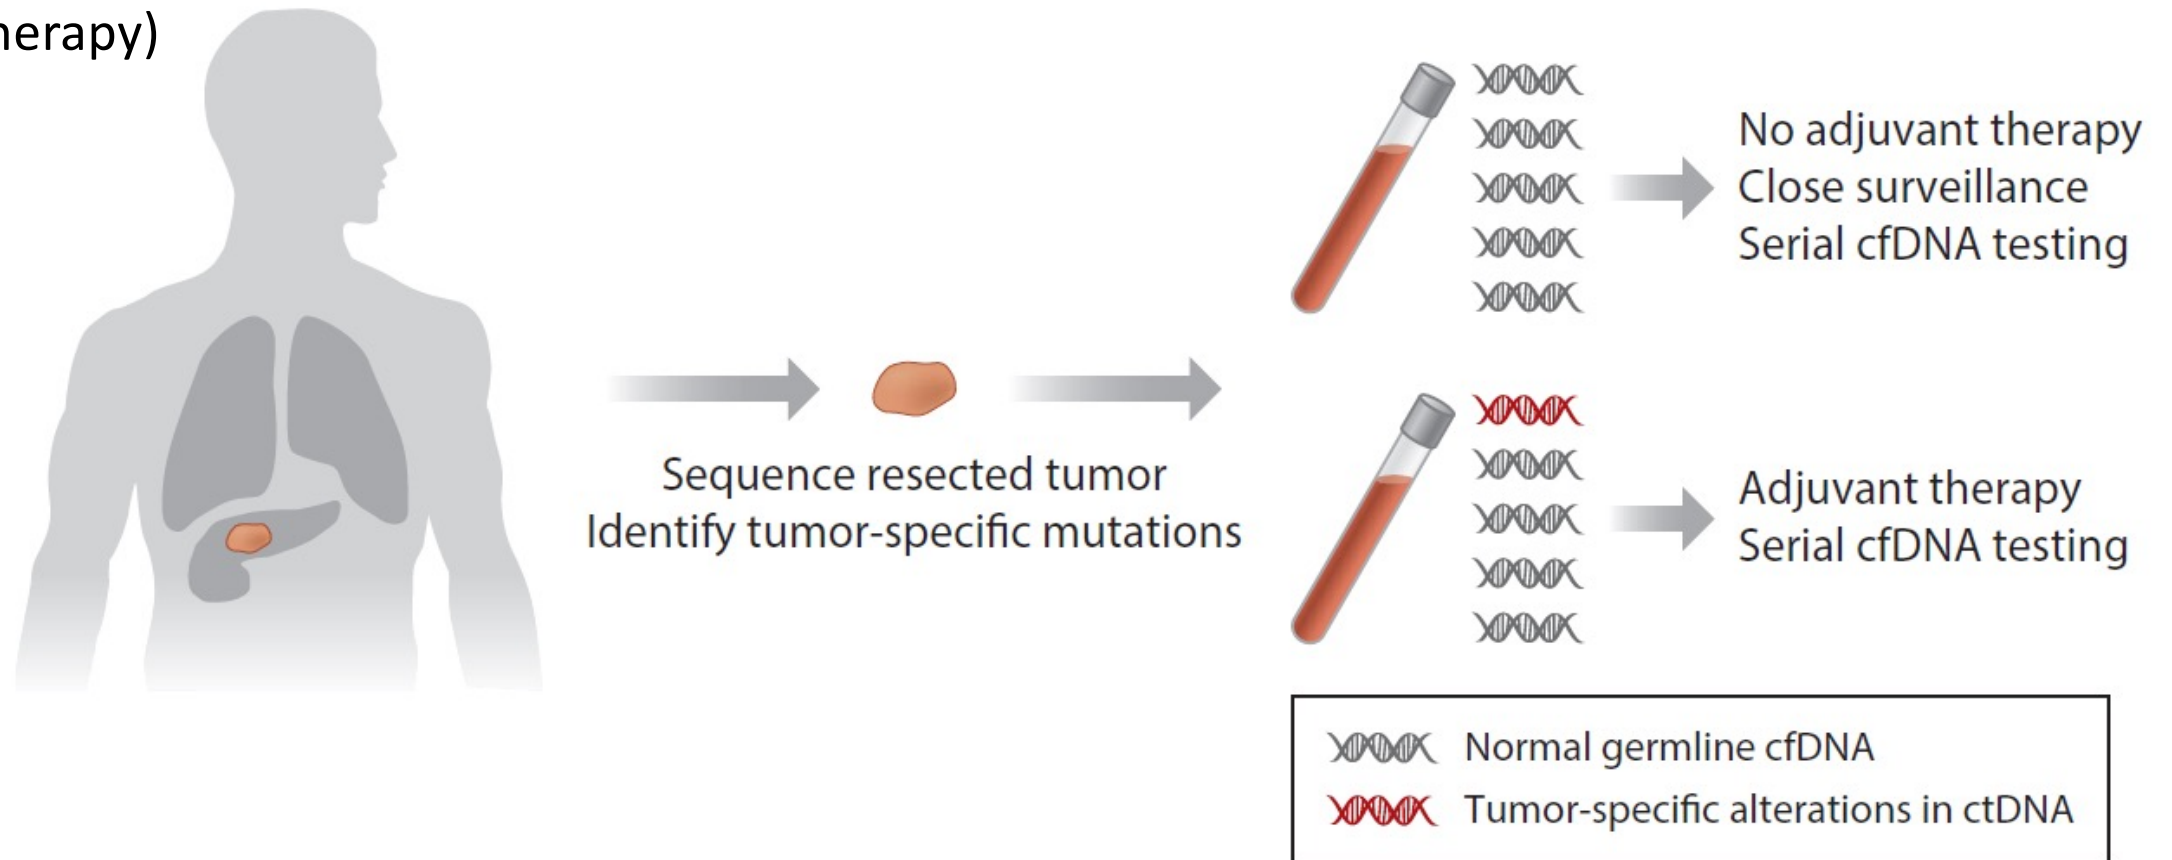 herapy)
No adjuvant therapy
Close surveillance
Serial cfDNA testing
Sequence resected tumor
Identify tumor-specific mutations
Adjuvant therapy
Serial cfDNA testing
Normal germline cfDNA
Tumor-specific alterations in ctDNA